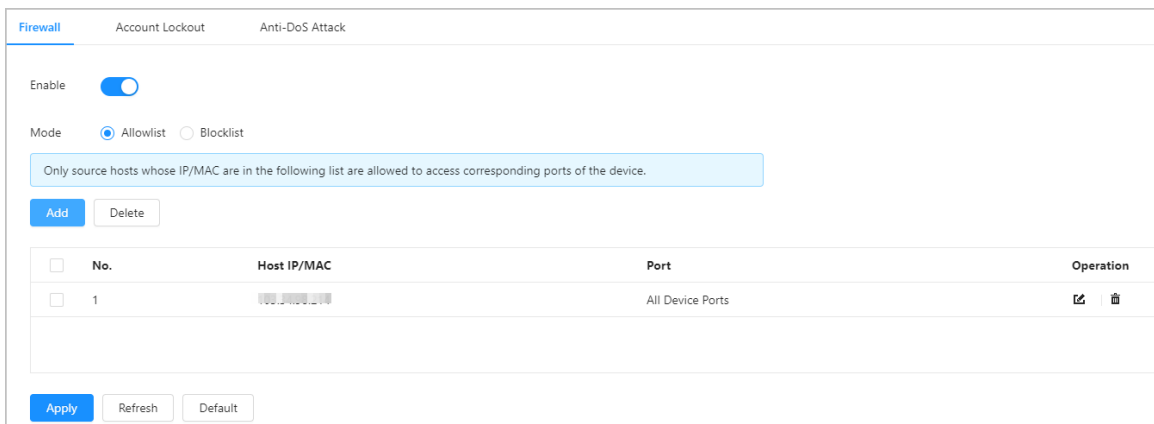 Firewall Account Lockout Anti-DoS Attack
Enable
Mode Allowlist Blocklist
Only source hosts whose IP/MAC are in the following list are allowed to access corresponding ports of the device.
Add Delete
No. Host IP/MAC Port Operation
1 All Device Ports
Apply Refresh Default